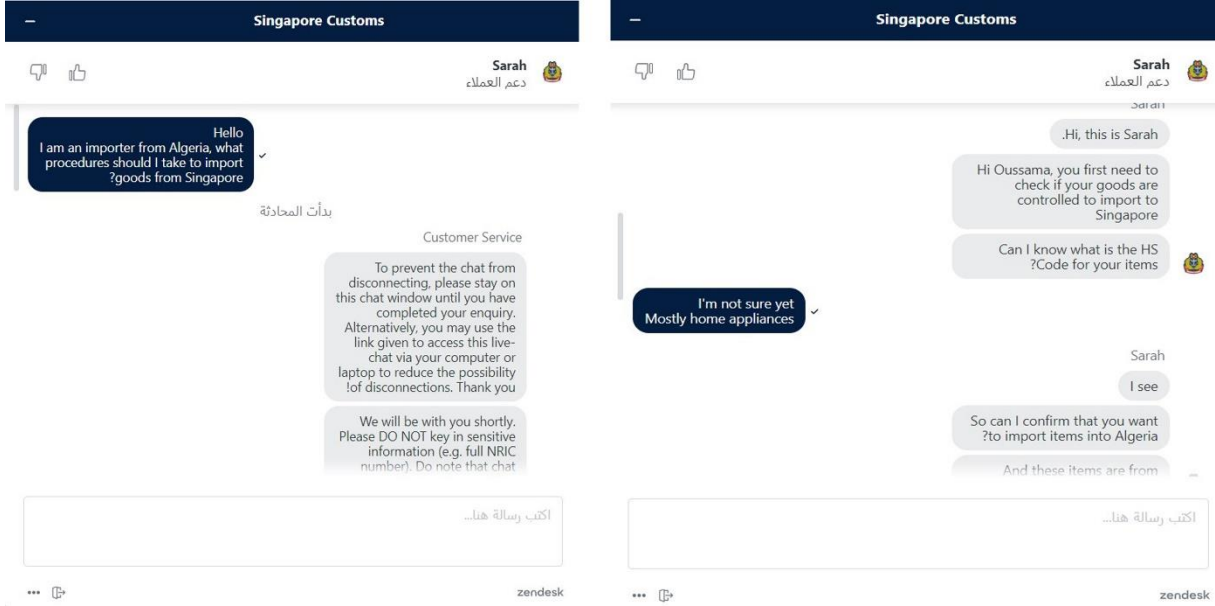 Singapore Customs
Sarah
دعم العملاء
Hello
I am an importer from Algeria, what
procedures should I take to import
?goods from Singapore
بدأت المحادثة
Customer Service
To prevent the chat from
disconnecting, please stay on
this chat window until you have
completed your enquiry.
Alternatively, you may use the
link given to access this live-
chat via your computer or
laptop to reduce the possibility
!of disconnections. Thank you
We will be with you shortly.
Please DO NOT key in sensitive
information (e.g. full NRIC
number). Do note that chat
اكتب رسالة هنا...
zendesk
Singapore Customs
Sarah
دعم العملاء
Sarah
.Hi, this is Sarah
Hi Oussama, you first need to
check if your goods are
controlled to import to
Singapore
Can I know what is the HS
?Code for your items
I'm not sure yet
Mostly home appliances
Sarah
I see
So can I confirm that you want
?to import items into Algeria
And these items are from
اكتب رسالة هنا...
zendesk